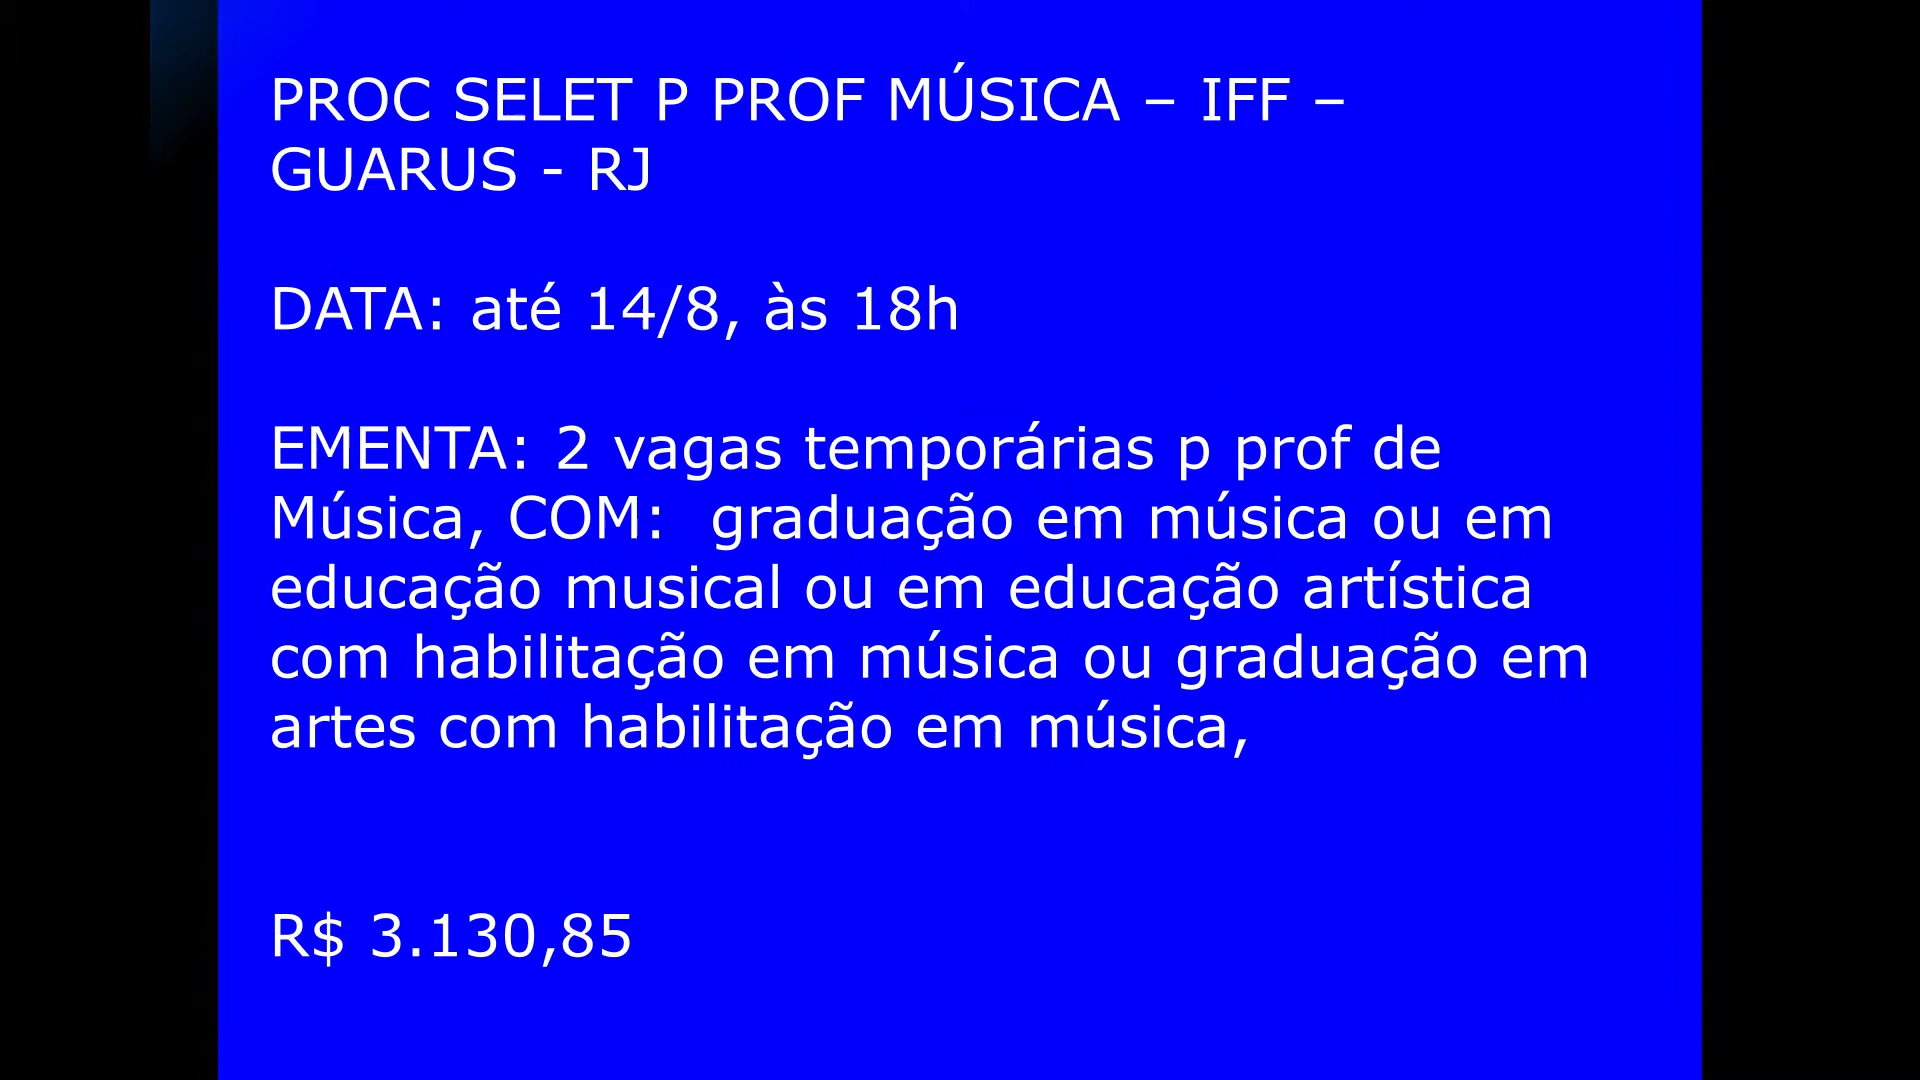 PROC SELET P PROF MÚSICA – IFF –
GUARUS - RJ
DATA: até 14/8, às 18h
EMENTA: 2 vagas temporárias p prof de
Música, COM:  graduação em música ou em
educação musical ou em educação artística
com habilitação em música ou graduação em
artes com habilitação em música,
R$ 3.130,85